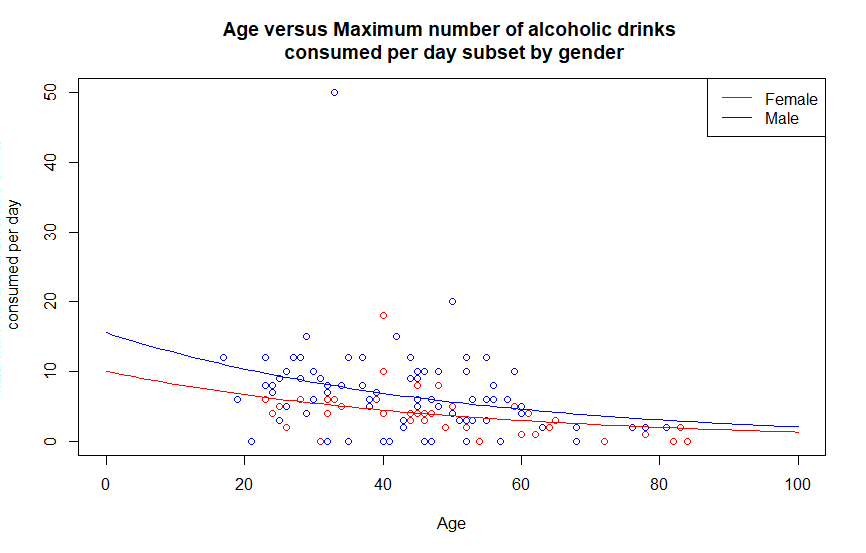 Age versus Maximum number of alcoholic drinks
consumed per day subset by gender
50
40
30
20
10
0
consumed per day
Female
Male
0 20 40 60 80 100
Age